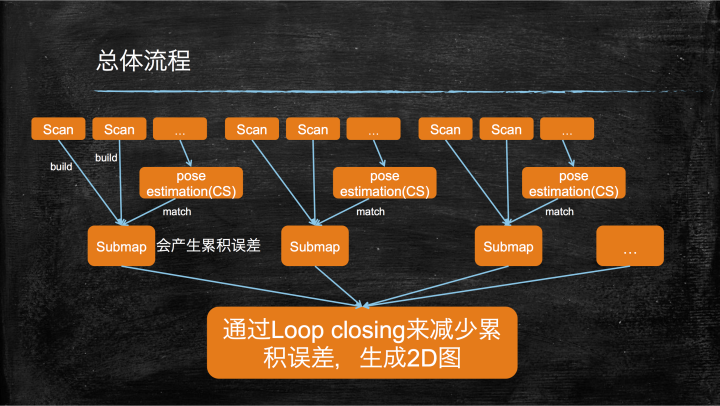 总体流程
Scan
Scan
...
Scan
Scan
...
Scan
Scan
...
build
build
pose
estimation(CS)
pose
estimation(CS)
pose
estimation(CS)
match
match
match
Submap
会产生累积误差
Submap
Submap
...
通过Loop closing来减少累
积误差，生成2D图